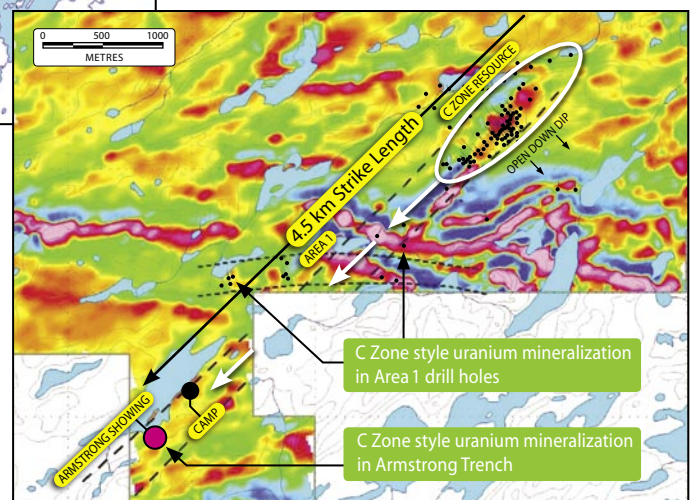 0 500 1000
METRES
C ZONE RESOURCE
OPEN DOWN DIP
4.5 km Strike Length
AREA 1
C Zone style uranium mineralization
in Area 1 drill holes
CAMP
ARMSTRONG SHOWING
C Zone style uranium mineralization
in Armstrong Trench